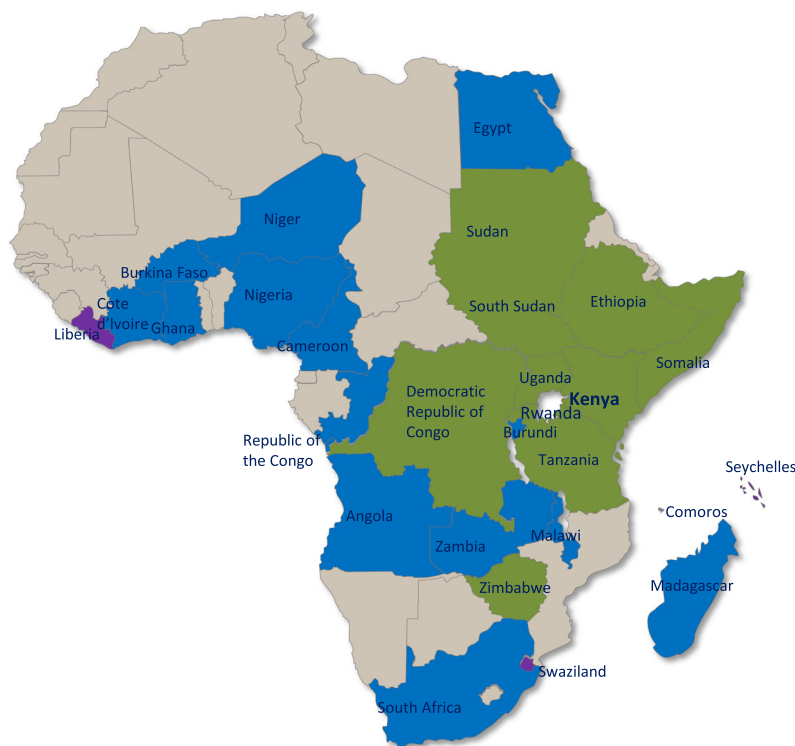 Egypt
Niger
Sudan
Burkina Faso
Nigeria
Cote
d'Ivoire
Ghana
Liberia
South Sudan
Ethiopia
Cameroon
Somalia
Uganda
Democratic
Republic of
Congo
Kenya
Rwanda
Burundi
Republic of
the Congo
Tanzania
Seychelles
Angola
Comoros
Malawi
Zambia
Zimbabwe
Madagascar
Swaziland
South Africa